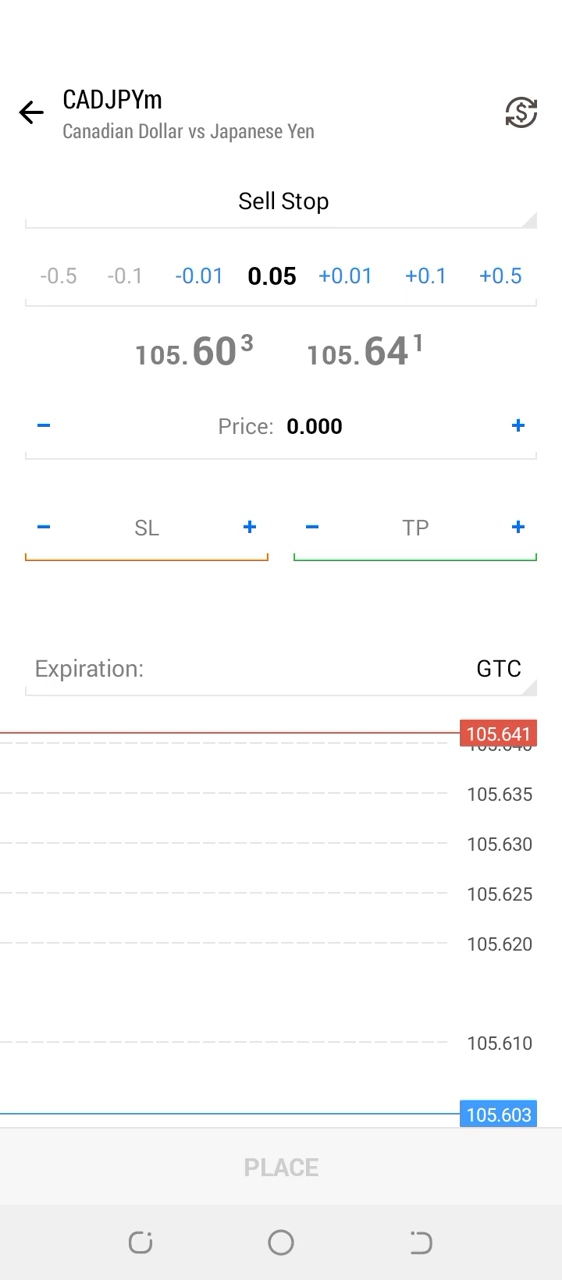 CADJPYm
Canadian Dollar vs Japanese Yen
Sell Stop
-0.5 -0.1 -0.01 0.05 +0.01 +0.1 +0.5
105.603 105.641
- Price: 0.000 +
- SL + - TP +
Expiration: GTC
105.641
105.640
105.635
105.630
105.625
105.620
105.610
105.603
PLACE